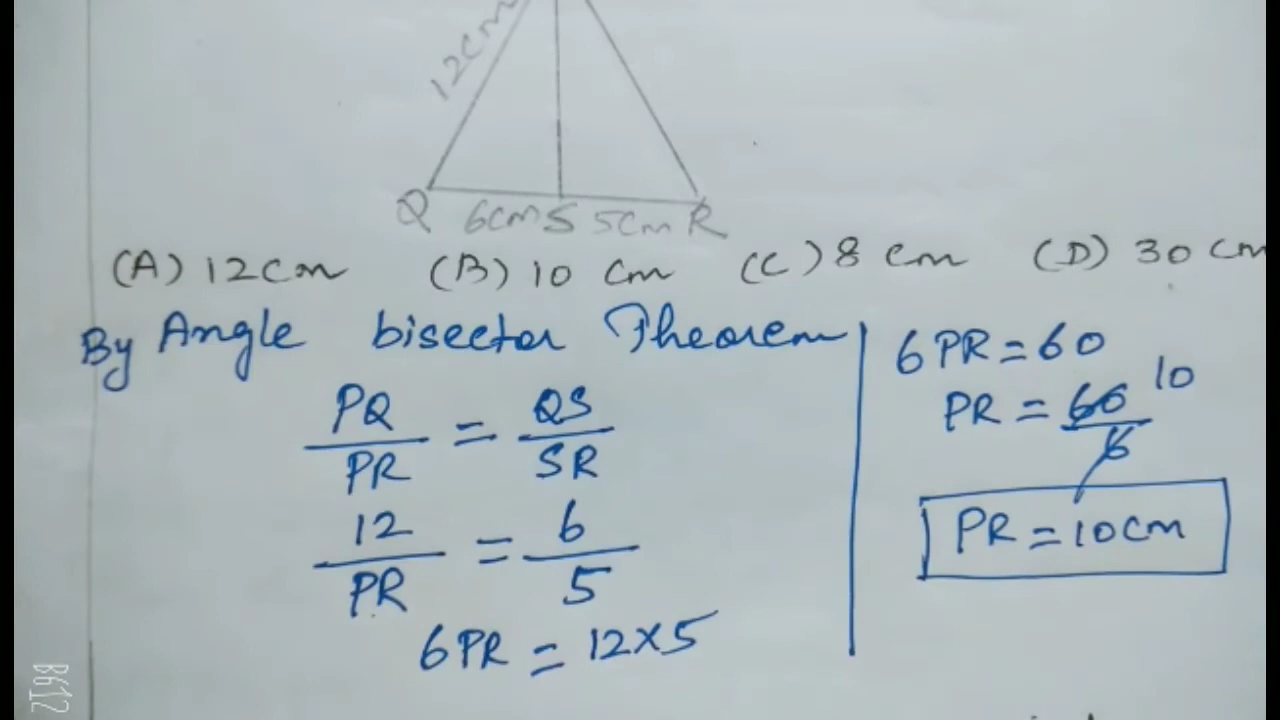 12cm
Q 6cm S 5cm R
(A) 12cm (B) 10 cm (C) 8 cm (D) 30 cm
By Angle bisector Theorem
PQ/PR = QS/SR
12/PR = 6/5
6PR = 12×5
6PR = 60
PR = 60/6 10
PR = 10cm
B612